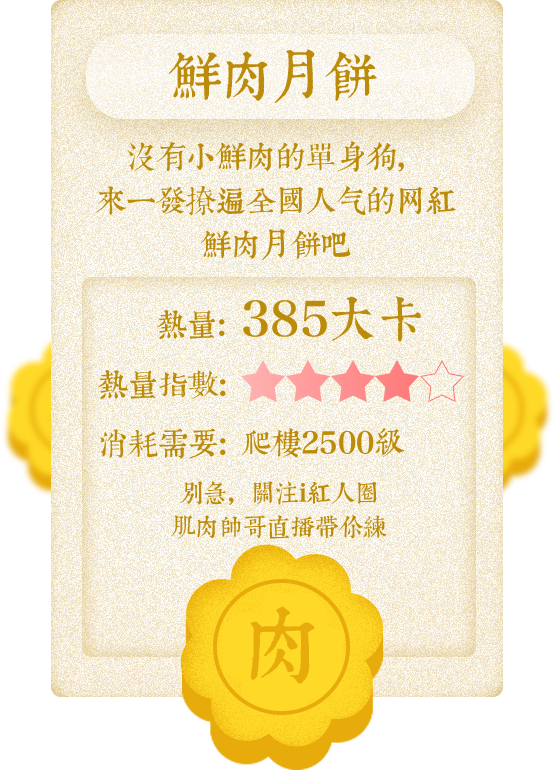 鮮肉月餅
沒有小鮮肉的單身狗，
來一發撩遍全國人气的网紅
鮮肉月餅吧
熱量: 385大卡
熱量指數:
消耗需要: 爬樓2500級
別急，關注i紅人圈
肌肉帥哥直播帶你練
肉